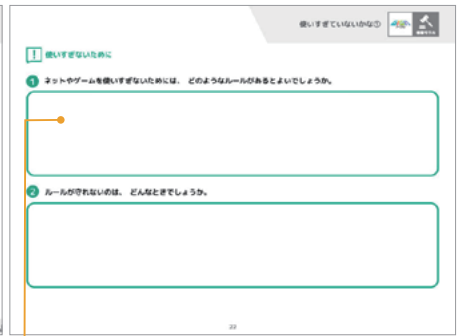 使いすぎていないかな①
使いすぎないために
1 ネットやゲームを使いすぎないためには、どのようなルールがあるとよいでしょうか。
2 ルールが守れないのは、どんなときでしょうか。